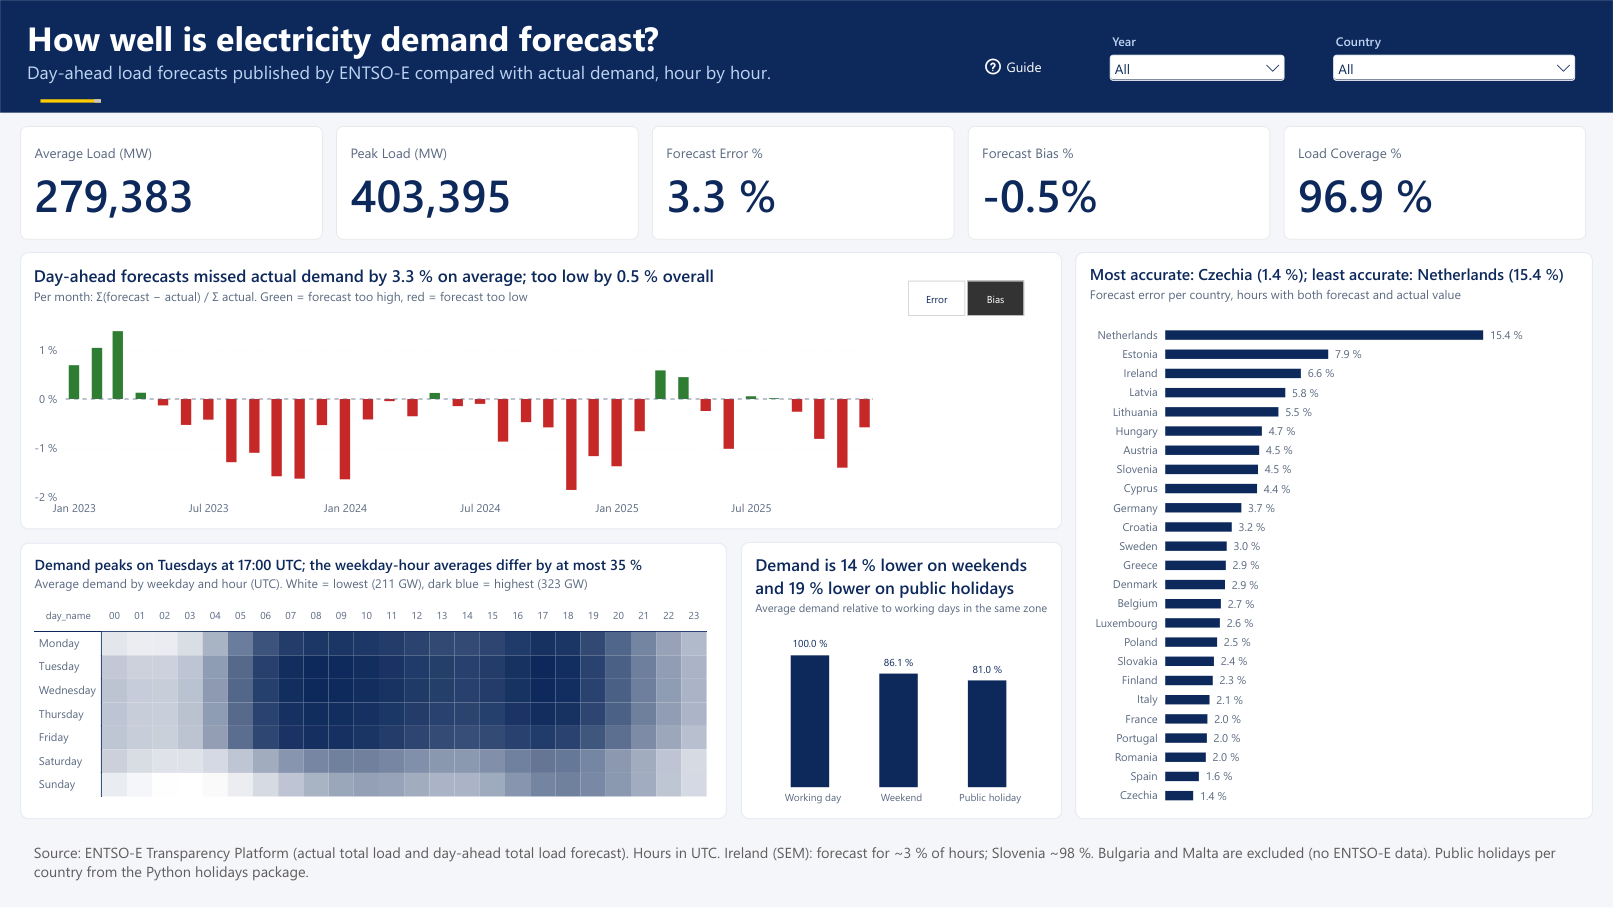 How well is electricity demand forecast?
Day-ahead load forecasts published by ENTSO-E compared with actual demand, hour by hour.
Guide
Year
All
Country
All
Average Load (MW)
279,383
Peak Load (MW)
403,395
Forecast Error %
3.3 %
Forecast Bias %
-0.5%
Load Coverage %
96.9 %
Day-ahead forecasts missed actual demand by 3.3 % on average; too low by 0.5 % overall
Per month: Σ(forecast − actual) / Σ actual. Green = forecast too high, red = forecast too low
Error
Bias
1 %
0 %
-1 %
-2 %
Jan 2023
Jul 2023
Jan 2024
Jul 2024
Jan 2025
Jul 2025
Most accurate: Czechia (1.4 %); least accurate: Netherlands (15.4 %)
Forecast error per country, hours with both forecast and actual value
Netherlands 15.4 %
Estonia 7.9 %
Ireland 6.6 %
Latvia 5.8 %
Lithuania 5.5 %
Hungary 4.7 %
Austria 4.5 %
Slovenia 4.5 %
Cyprus 4.4 %
Germany 3.7 %
Croatia 3.2 %
Sweden 3.0 %
Greece 2.9 %
Denmark 2.9 %
Belgium 2.7 %
Luxembourg 2.6 %
Poland 2.5 %
Slovakia 2.4 %
Finland 2.3 %
Italy 2.1 %
France 2.0 %
Portugal 2.0 %
Romania 2.0 %
Spain 1.6 %
Czechia 1.4 %
Demand peaks on Tuesdays at 17:00 UTC; the weekday-hour averages differ by at most 35 %
Average demand by weekday and hour (UTC). White = lowest (211 GW), dark blue = highest (323 GW)
day_name 00 01 02 03 04 05 06 07 08 09 10 11 12 13 14 15 16 17 18 19 20 21 22 23
Monday
Tuesday
Wednesday
Thursday
Friday
Saturday
Sunday
Demand is 14 % lower on weekends
and 19 % lower on public holidays
Average demand relative to working days in the same zone
100.0 %
86.1 %
81.0 %
Working day
Weekend
Public holiday
Source: ENTSO-E Transparency Platform (actual total load and day-ahead total load forecast). Hours in UTC. Ireland (SEM): forecast for ~3 % of hours; Slovenia ~98 %. Bulgaria and Malta are excluded (no ENTSO-E data). Public holidays per
country from the Python holidays package.